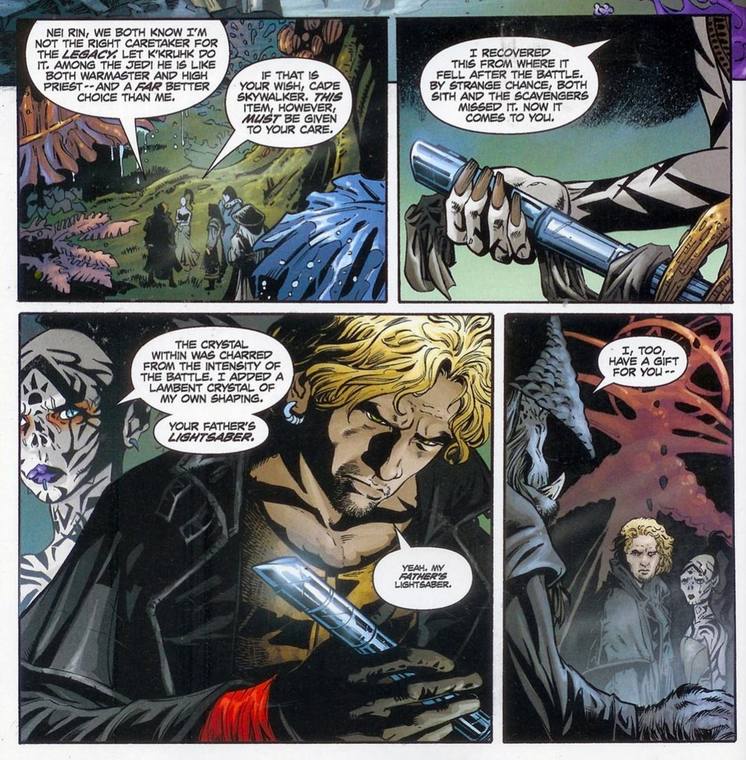 NEI RIN, WE BOTH KNOW I'M
NOT THE RIGHT CARETAKER FOR
THE LEGACY. LET K'KRUHK DO
IT. AMONG THE JEDI HE IS LIKE
BOTH WARMASTER AND HIGH
PRIEST--AND A FAR BETTER
CHOICE THAN ME.
IF THAT IS
YOUR WISH, CADE
SKYWALKER. THIS
ITEM, HOWEVER,
MUST BE GIVEN
TO YOUR CARE.
I RECOVERED
THIS FROM WHERE IT
FELL AFTER THE BATTLE.
BY STRANGE CHANCE, BOTH
SITH AND THE SCAVENGERS
MISSED IT. NOW IT
COMES TO YOU.
THE CRYSTAL
WITHIN WAS CHARRED
FROM THE INTENSITY OF
THE BATTLE. I ADDED A
LAMBENT CRYSTAL OF
MY OWN SHAPING.
YOUR FATHER'S
LIGHTSABER.
YEAH. MY
FATHER'S
LIGHTSABER.
I, TOO,
HAVE A GIFT
FOR YOU--